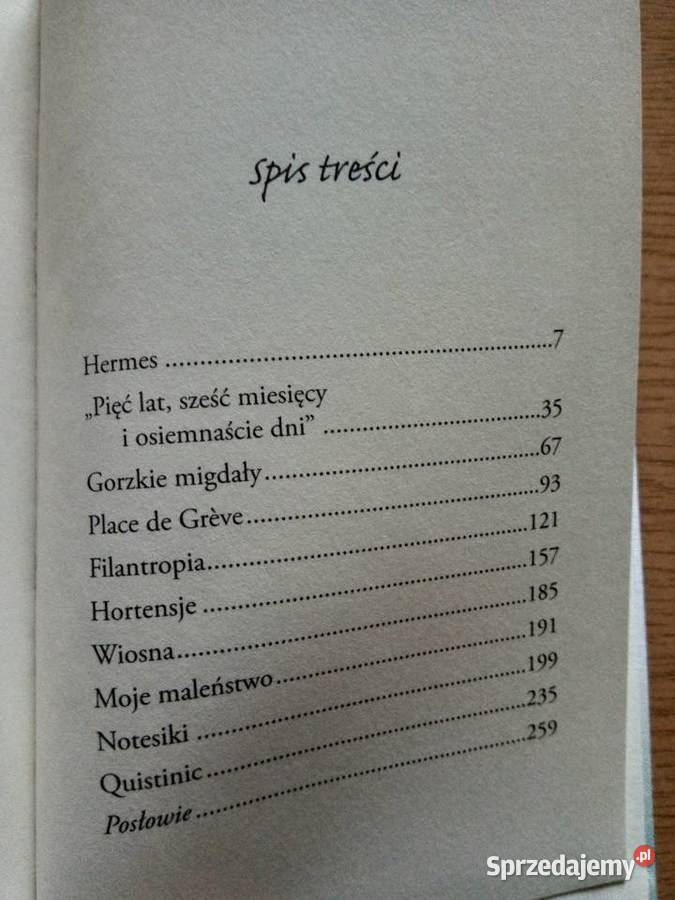 Spis treści
Hermes ........................................................7
„Pięć lat, sześć miesięcy
i osiemnaście dni” ................................35
Gorzkie migdały........................................67
Place de Grève..........................................93
Filantropia..............................................121
Hortensje ..............................................157
Wiosna..................................................185
Moje maleństwo.....................................191
Notesiki ................................................199
Quistinic...............................................235
Posłowie ................................................259
Sprzedajemy.pl